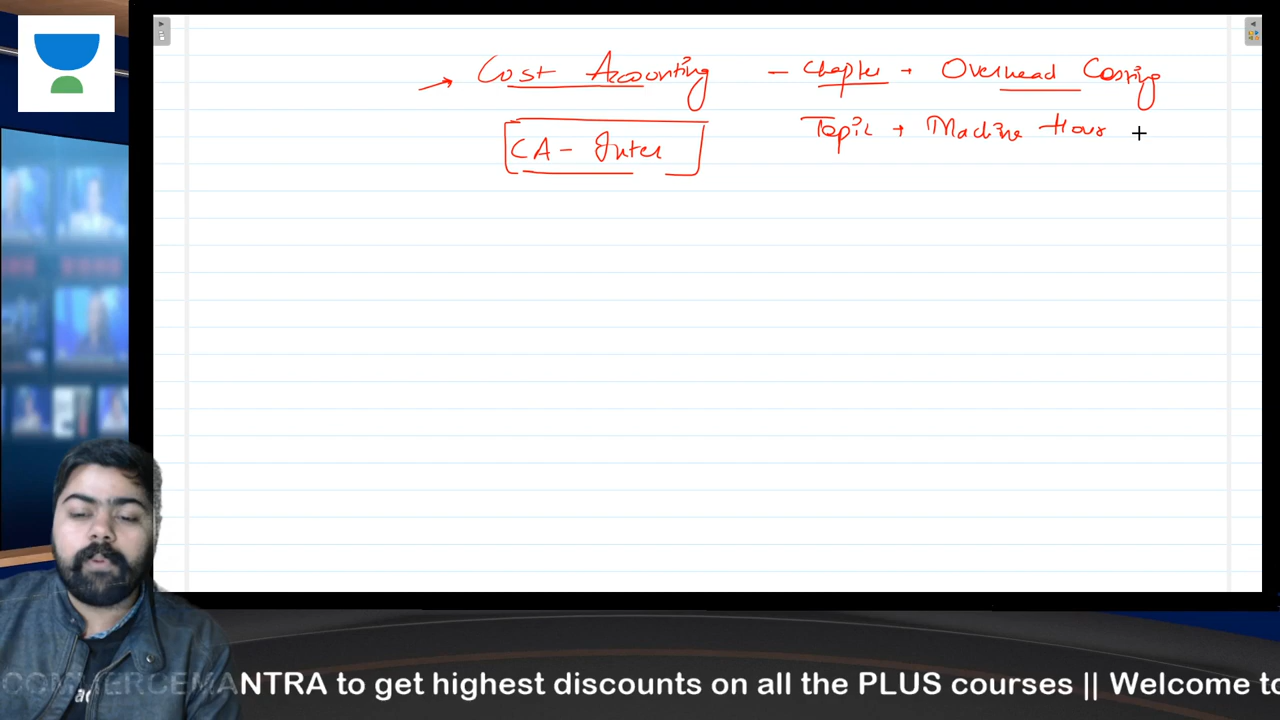 → Cost Accounting - Chapter → Overhead Costing
CA - Inter
Topic → Machine Hour
COMMERCEMANTRA to get highest discounts on all the PLUS courses || Welcome to